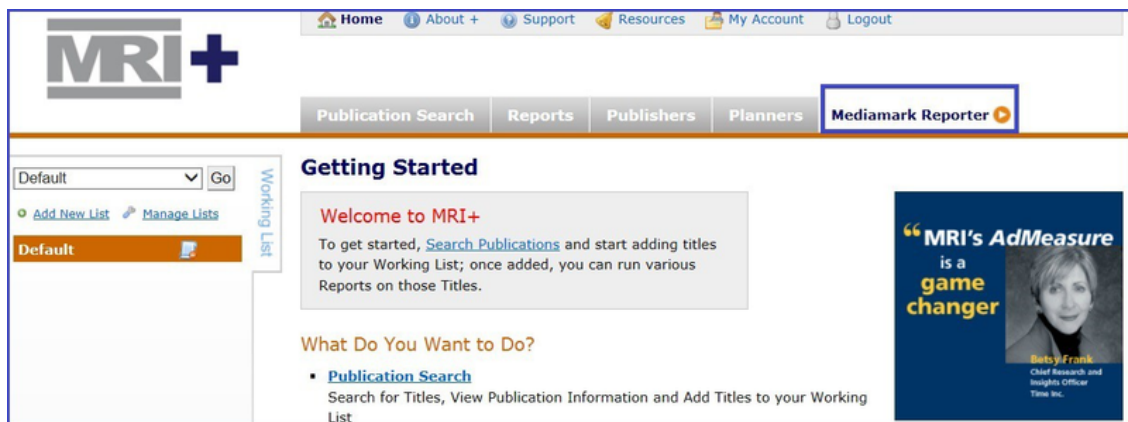 MRI+
Home About + Support Resources My Account Logout
Publication Search Reports Publishers Planners Mediamark Reporter
Default Go
Add New List Manage Lists
Default
Working List
Getting Started
Welcome to MRI+
To get started, Search Publications and start adding titles
to your Working List; once added, you can run various
Reports on those Titles.
What Do You Want to Do?
Publication Search
Search for Titles, View Publication Information and Add Titles to your Working
List
“MRI's AdMeasure
is a
game
changer
Betsy Frank
Chief Research and
Insights Officer
Time Inc.